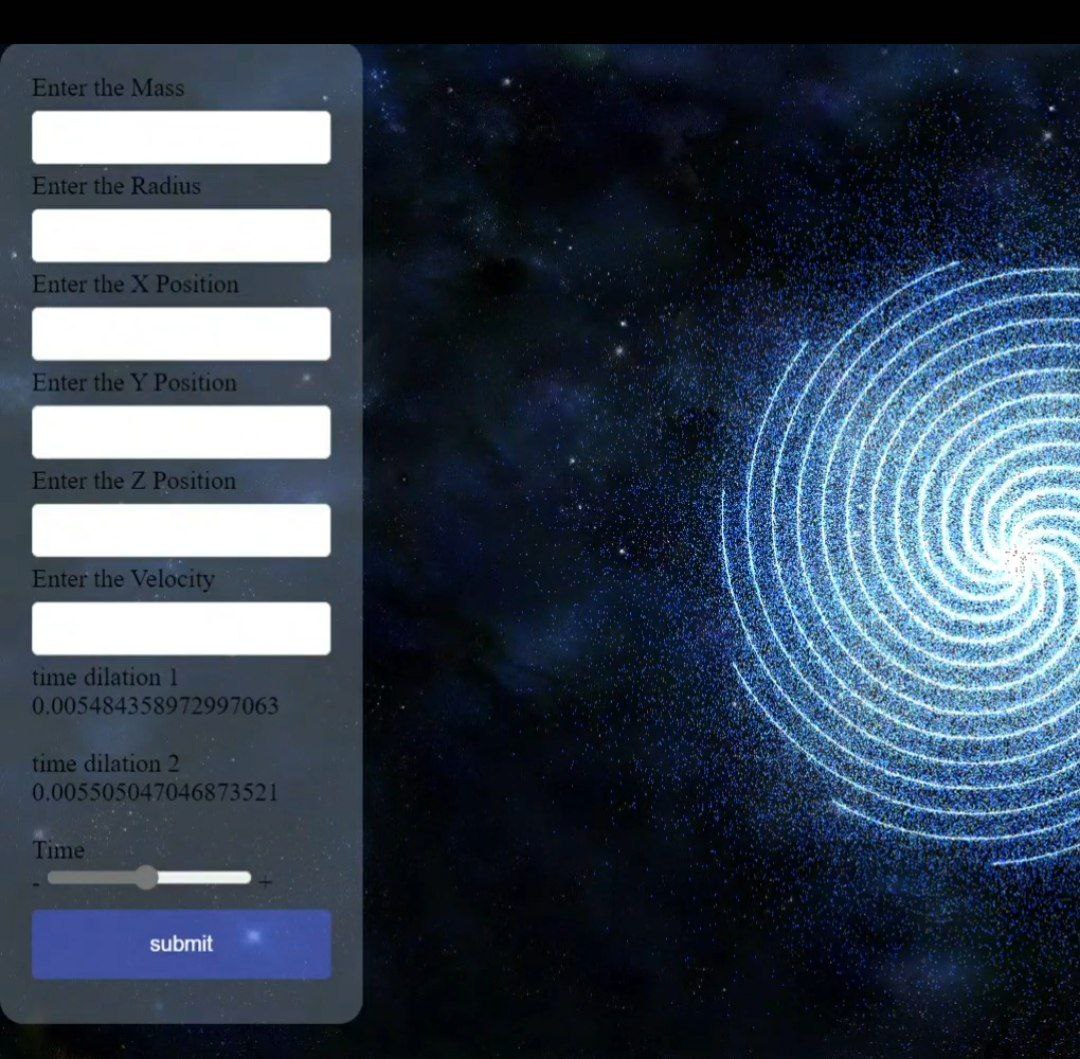 Enter the Mass
Enter the Radius
Enter the X Position
Enter the Y Position
Enter the Z Position
Enter the Velocity
time dilation 1
0.005484358972997063
time dilation 2
0.005505047046873521
Time
- +
submit